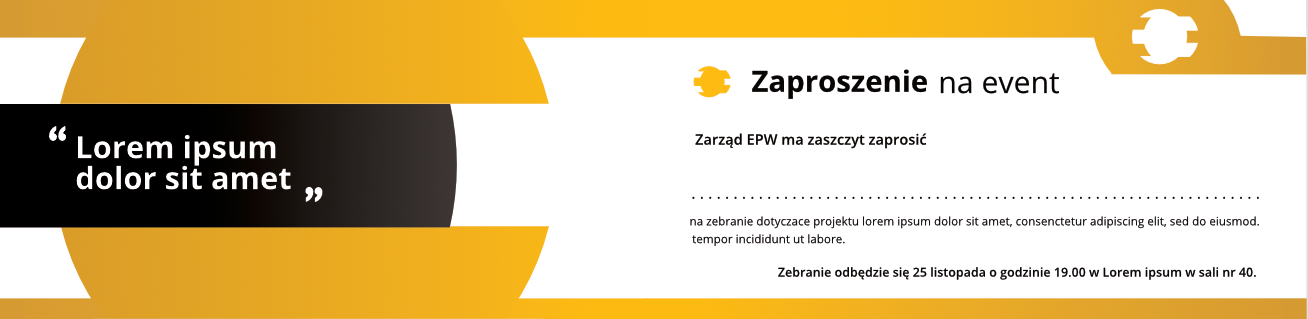 “ Lorem ipsum
dolor sit amet ”
Zaproszenie na event
Zarząd EPW ma zaszczyt zaprosić
na zebranie dotyczace projektu lorem ipsum dolor sit amet, consenctetur adipiscing elit, sed do eiusmod.
tempor incididunt ut labore.
Zebranie odbędzie się 25 listopada o godzinie 19.00 w Lorem ipsum w sali nr 40.